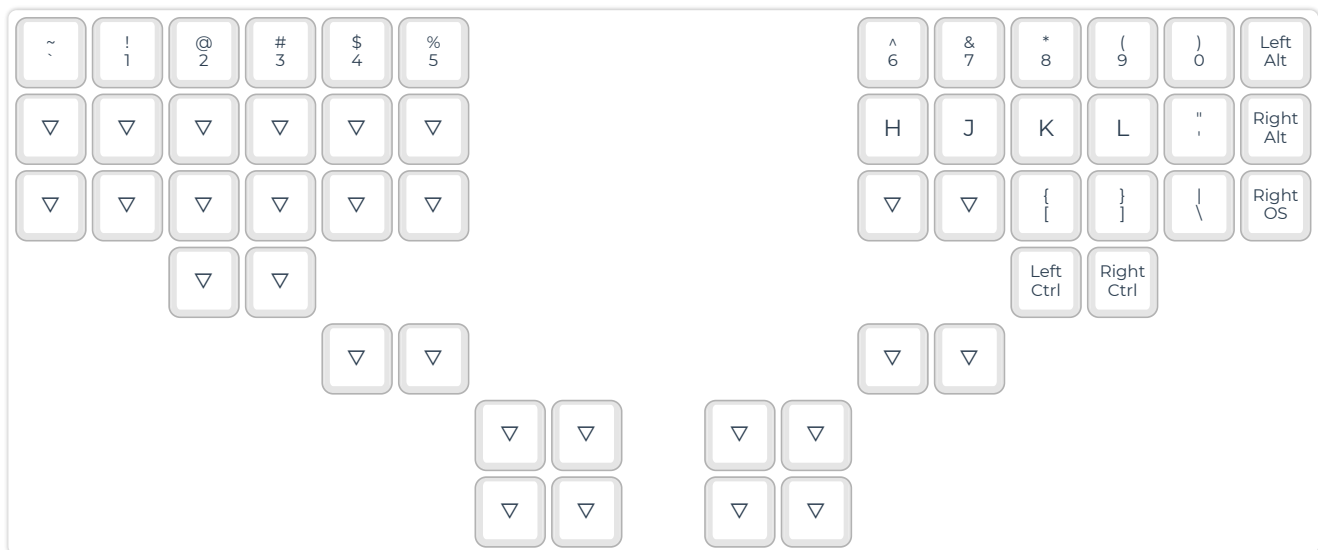 ~ ! @ # $ % ^ & * ( ) Left
` 1 2 3 4 5 6 7 8 9 0 Alt
▽ ▽ ▽ ▽ ▽ ▽ H J K L " Right
' Alt
▽ ▽ ▽ ▽ ▽ ▽ ▽ ▽ { } | Right
[ ] \ OS
▽ ▽ Left Right
Ctrl Ctrl
▽ ▽ ▽ ▽
▽ ▽ ▽ ▽
▽ ▽ ▽ ▽